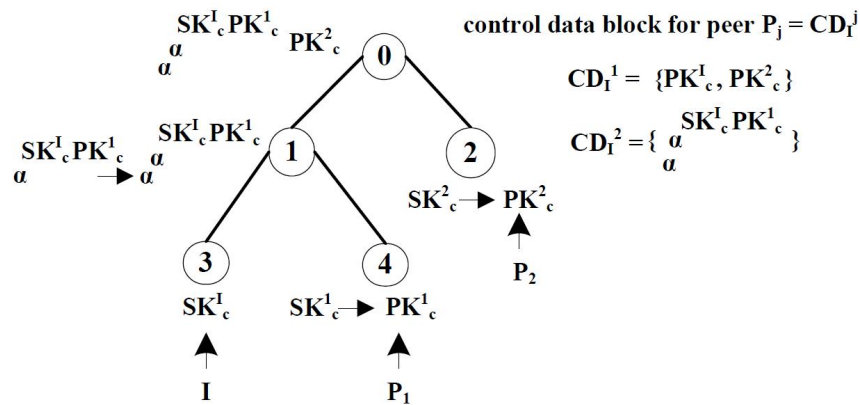 α^α^SK^I_c PK^1_c PK^2_c
0
control data block for peer P_j = CD_I^j
CD_I^1 = {PK^I_c, PK^2_c}
CD_I^2 = { α^α^SK^I_c PK^1_c }
α^SK^I_c PK^1_c → α^α^SK^I_c PK^1_c
1
2
SK^2_c → PK^2_c
P_2
3
4
SK^I_c
SK^1_c → PK^1_c
I
P_1